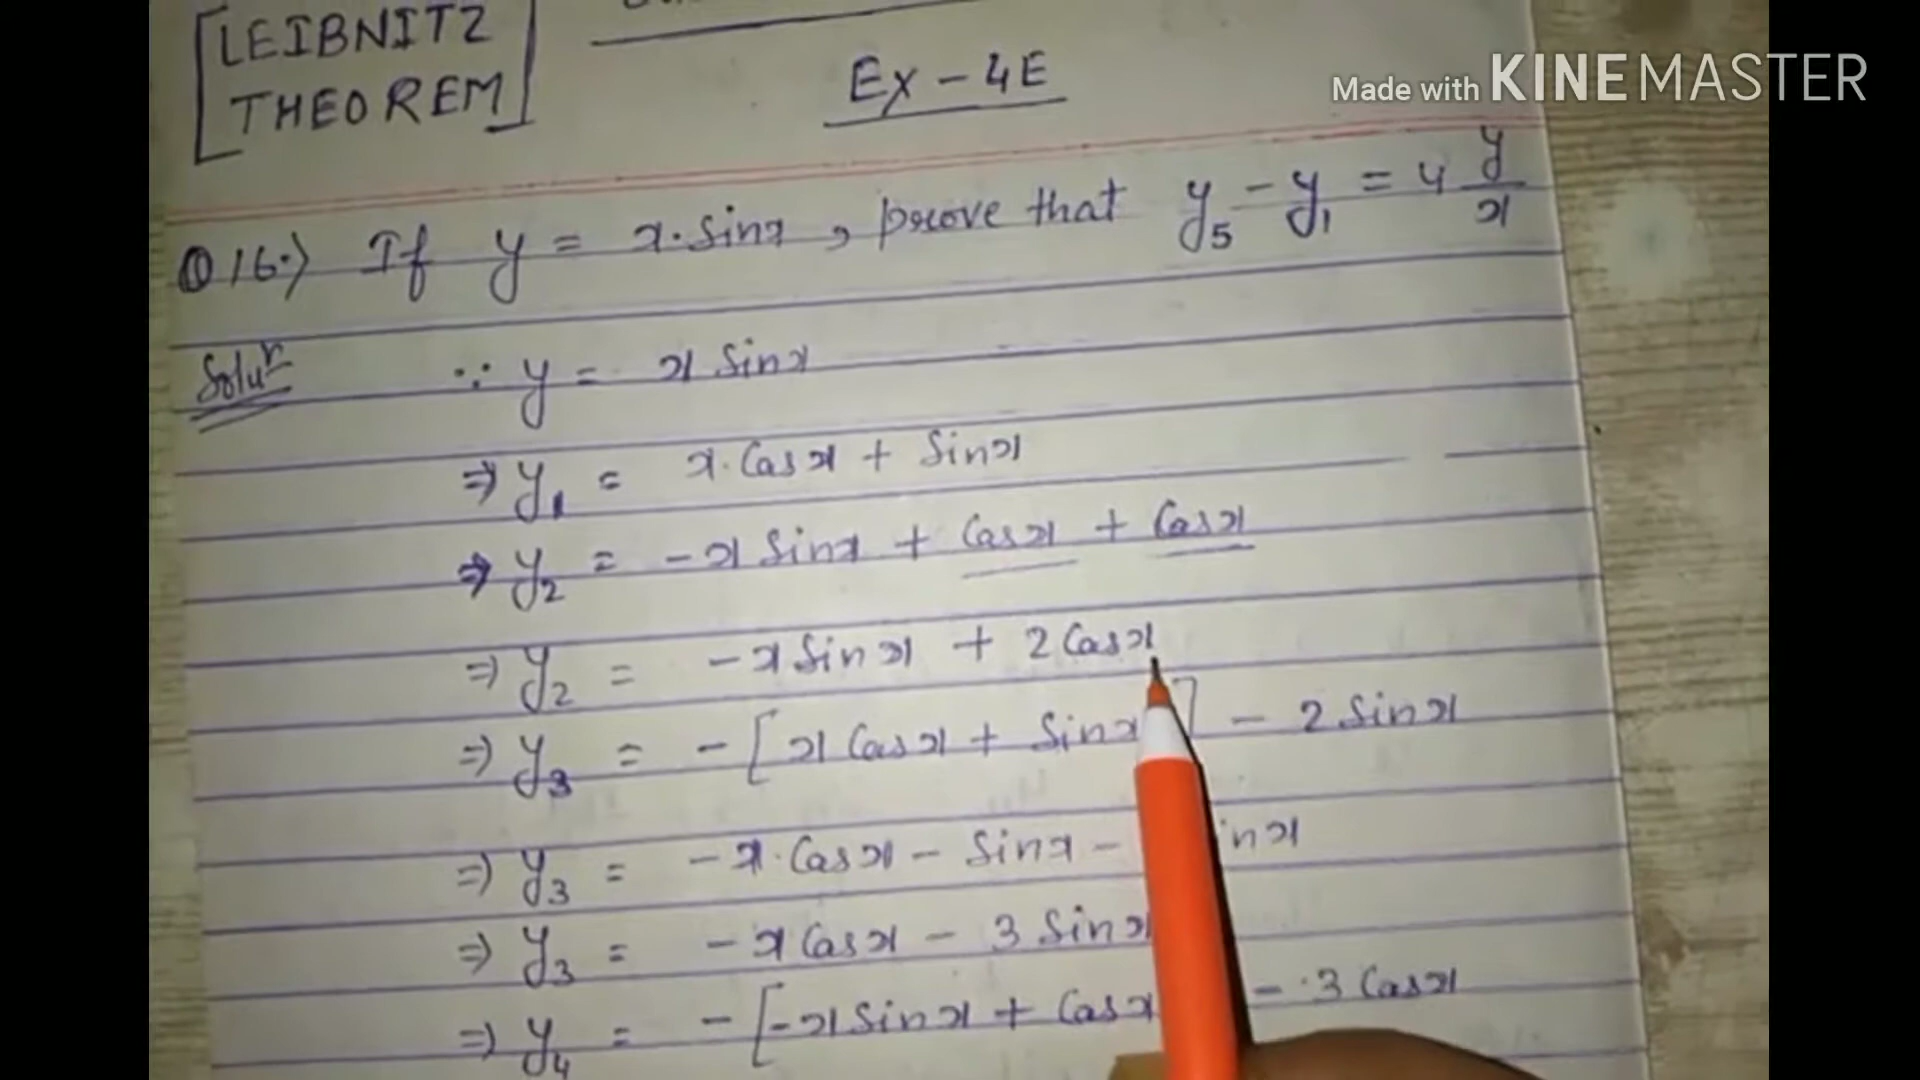 [LEIBNITZ
THEOREM]
Ex - 4E
Made with KINEMASTER
Q16.) If y = x.sinx, prove that y₅ - y₁ = 4 y/x
Soluⁿ ∵ y = x Sinx
⇒ y₁ = x.Cosx + Sinx
⇒ y₂ = -x Sinx + Cosx + Cosx
⇒ y₂ = -x Sinx + 2 Cosx
⇒ y₃ = -[x Cosx + Sinx] - 2 Sinx
⇒ y₃ = -x.Cosx - Sinx -
⇒ y₃ = -x Cosx - 3 Sinx
⇒ y₄ = -[-x Sinx + Cosx - 3 Cosx